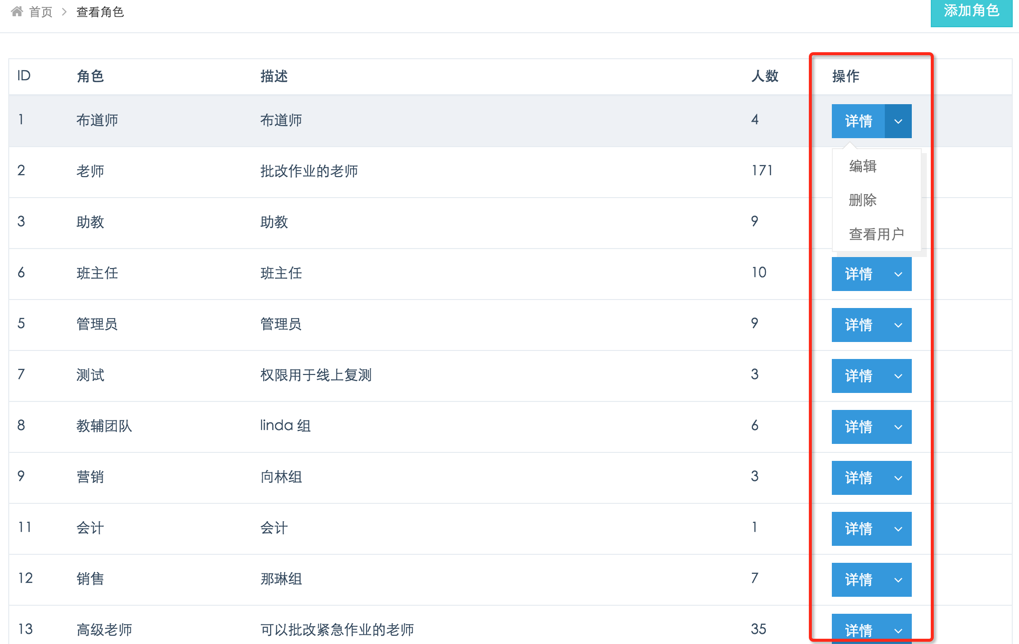 首页 > 查看角色
添加角色
ID 角色 描述 人数 操作
1 布道师 布道师 4 详情
编辑
2 老师 批改作业的老师 171
删除
3 助教 助教 9
查看用户
6 班主任 班主任 10 详情
5 管理员 管理员 9 详情
7 测试 权限用于线上复测 3 详情
8 教辅团队 linda 组 6 详情
9 营销 向林组 3 详情
11 会计 会计 1 详情
12 销售 那琳组 7 详情
13 高级老师 可以批改紧急作业的老师 35 详情